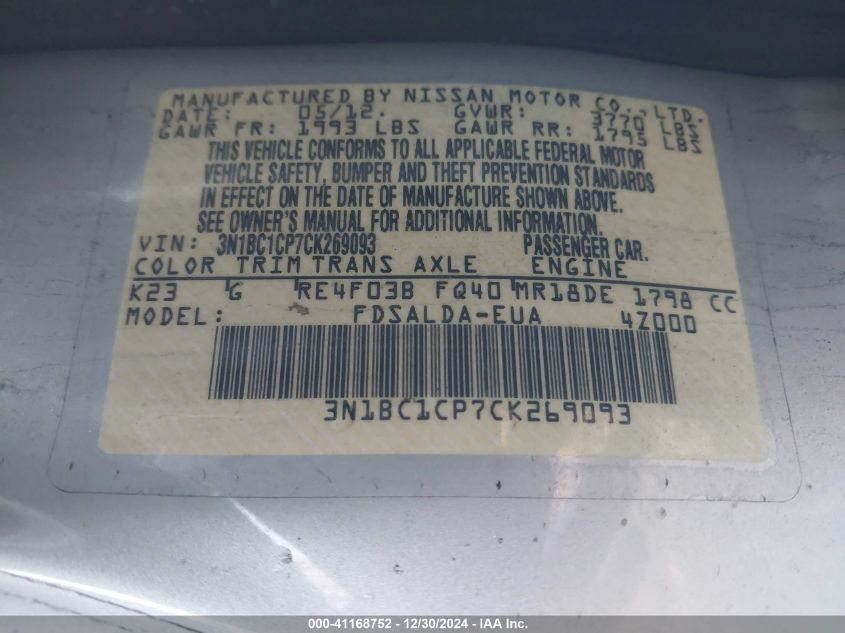 MANUFACTURED BY NISSAN MOTOR CO., LTD.
DATE: 05/12. GVWR: 3770 LBS
GAWR FR: 1993 LBS GAWR RR: 1795 LBS
THIS VEHICLE CONFORMS TO ALL APPLICABLE FEDERAL MOTOR
VEHICLE SAFETY, BUMPER AND THEFT PREVENTION STANDARDS
IN EFFECT ON THE DATE OF MANUFACTURE SHOWN ABOVE.
SEE OWNER'S MANUAL FOR ADDITIONAL INFORMATION.
VIN: 3N1BC1CP7CK269093 PASSENGER CAR.
COLOR TRIM TRANS AXLE ENGINE
K23 G RE4F03B FQ40 MR18DE 1798 CC
MODEL: FDSALDA-EUA 4Z000
3N1BC1CP7CK269093
000-41168752 - 12/30/2024 - IAA Inc.